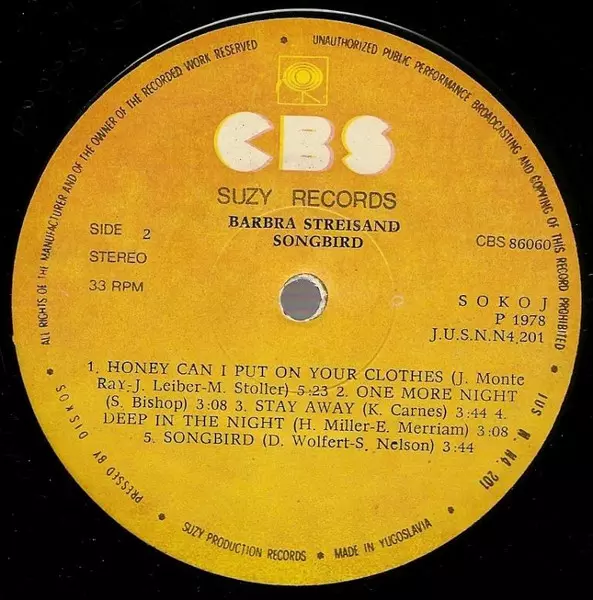 ALL RIGHTS OF THE MANUFACTURER AND OF THE OWNER OF THE RECORDED WORK RESERVED * UNAUTHORIZED PUBLIC PERFORMANCE BROADCASTING AND COPYING OF THIS RECORD PROHIBITED
CBS
SUZY RECORDS
BARBRA STREISAND
SONGBIRD
SIDE 2
STEREO
33 RPM
CBS 86060
SOKOJ
P 1978
J.U.S.N.N4,201
1. HONEY CAN I PUT ON YOUR CLOTHES (J. Monte
Ray-J. Leiber-M. Stoller) 5:23 2. ONE MORE NIGHT
(S. Bishop) 3:08 3. STAY AWAY (K. Carnes) 3:44 4.
DEEP IN THE NIGHT (H. Miller-E. Merriam) 3:08
5. SONGBIRD (D. Wolfert-S. Nelson) 3:44
PRESSED BY DISKOS * SUZY PRODUCTION RECORDS * MADE IN YUGOSLAVIA * JUS N. N4. 201